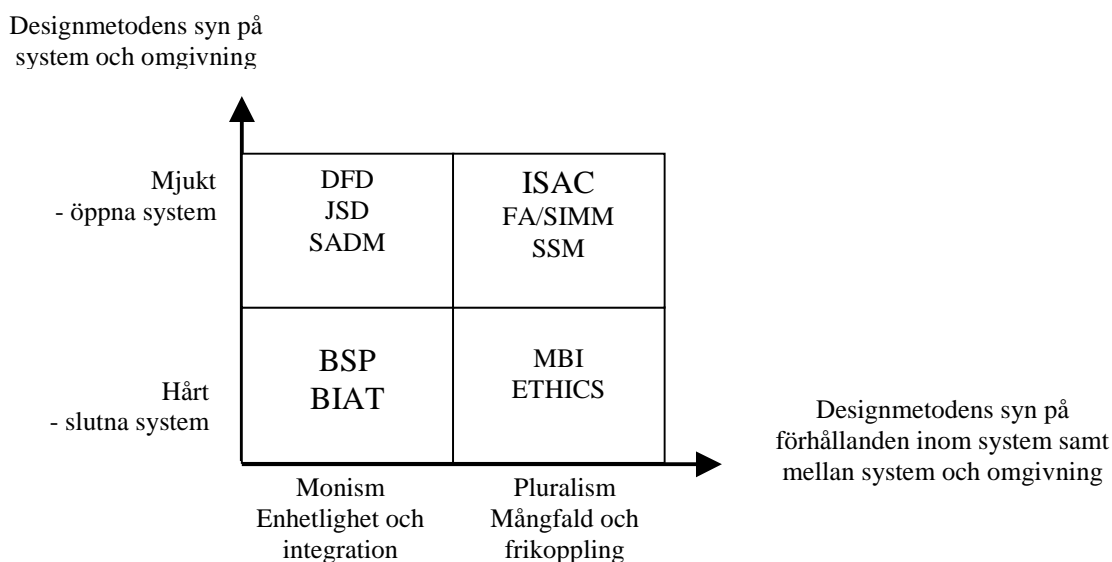 Designmetodens syn på
system och omgivning
Mjukt
- öppna system
DFD
JSD
SADM
ISAC
FA/SIMM
SSM
Hårt
- slutna system
BSP
BIAT
MBI
ETHICS
Designmetodens syn på
förhållanden inom system samt
mellan system och omgivning
Monism
Enhetlighet och
integration
Pluralism
Mångfald och
frikoppling